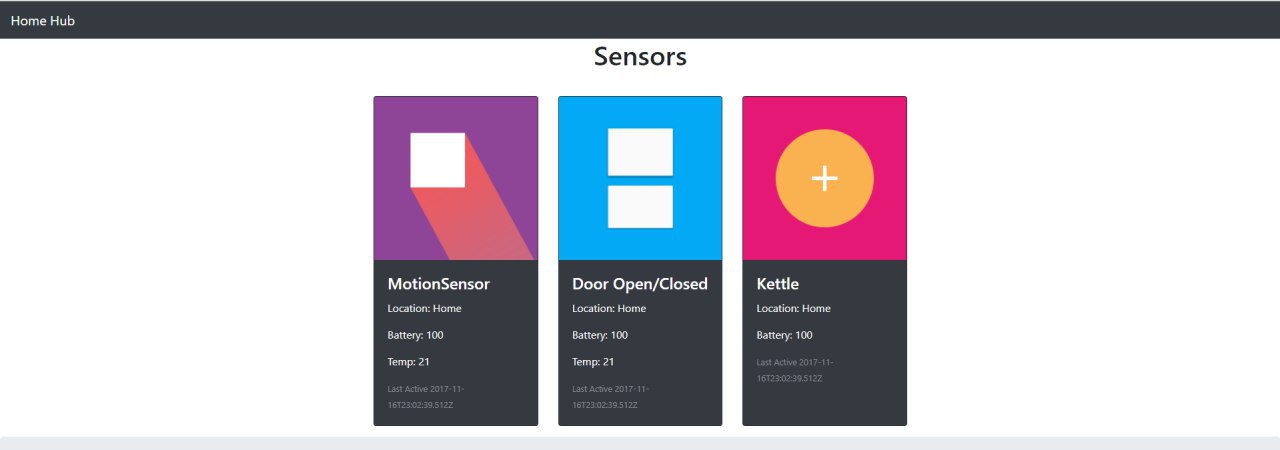 Home Hub
Sensors
MotionSensor
Location: Home
Battery: 100
Temp: 21
Last Active 2017-11-
16T23:02:39.512Z
Door Open/Closed
Location: Home
Battery: 100
Temp: 21
Last Active 2017-11-
16T23:02:39.512Z
Kettle
Location: Home
Battery: 100
Last Active 2017-11-
16T23:02:39.512Z